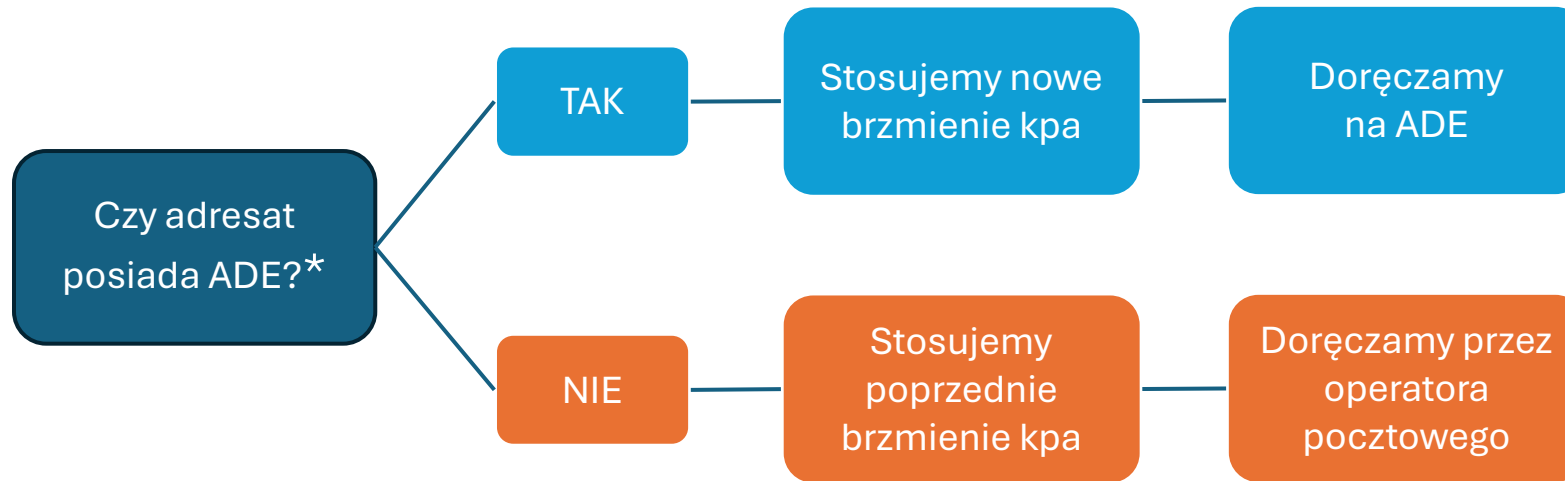 Czy adresat
posiada ADE?*
TAK
Stosujemy nowe
brzmienie kpa
Doręczamy
na ADE
NIE
Stosujemy
poprzednie
brzmienie kpa
Doręczamy przez
operatora
pocztowego